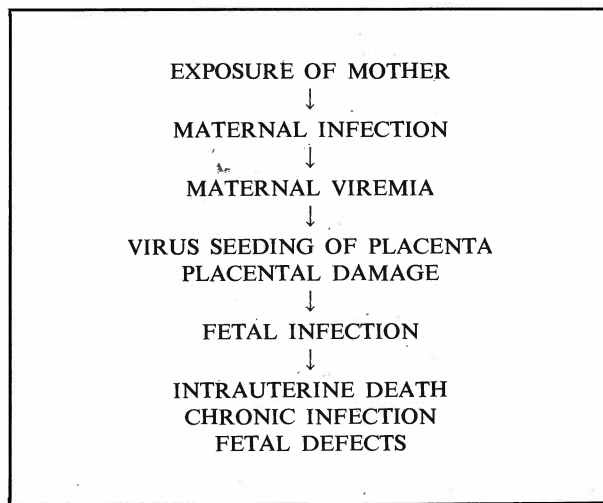 EXPOSURE OF MOTHER
↓
MATERNAL INFECTION
↓
MATERNAL VIREMIA
↓
VIRUS SEEDING OF PLACENTA
PLACENTAL DAMAGE
↓
FETAL INFECTION
↓
INTRAUTERINE DEATH
CHRONIC INFECTION
FETAL DEFECTS